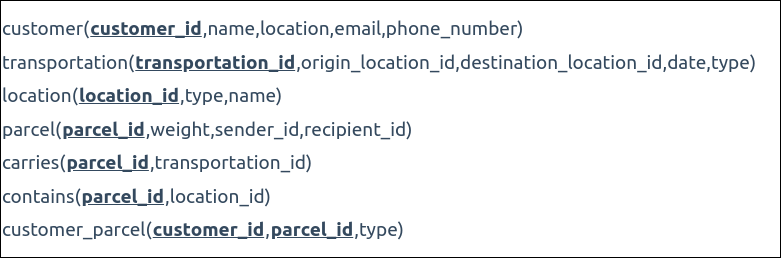 customer(customer_id,name,location,email,phone_number)
transportation(transportation_id,origin_location_id,destination_location_id,date,type)
location(location_id,type,name)
parcel(parcel_id,weight,sender_id,recipient_id)
carries(parcel_id,transportation_id)
contains(parcel_id,location_id)
customer_parcel(customer_id,parcel_id,type)